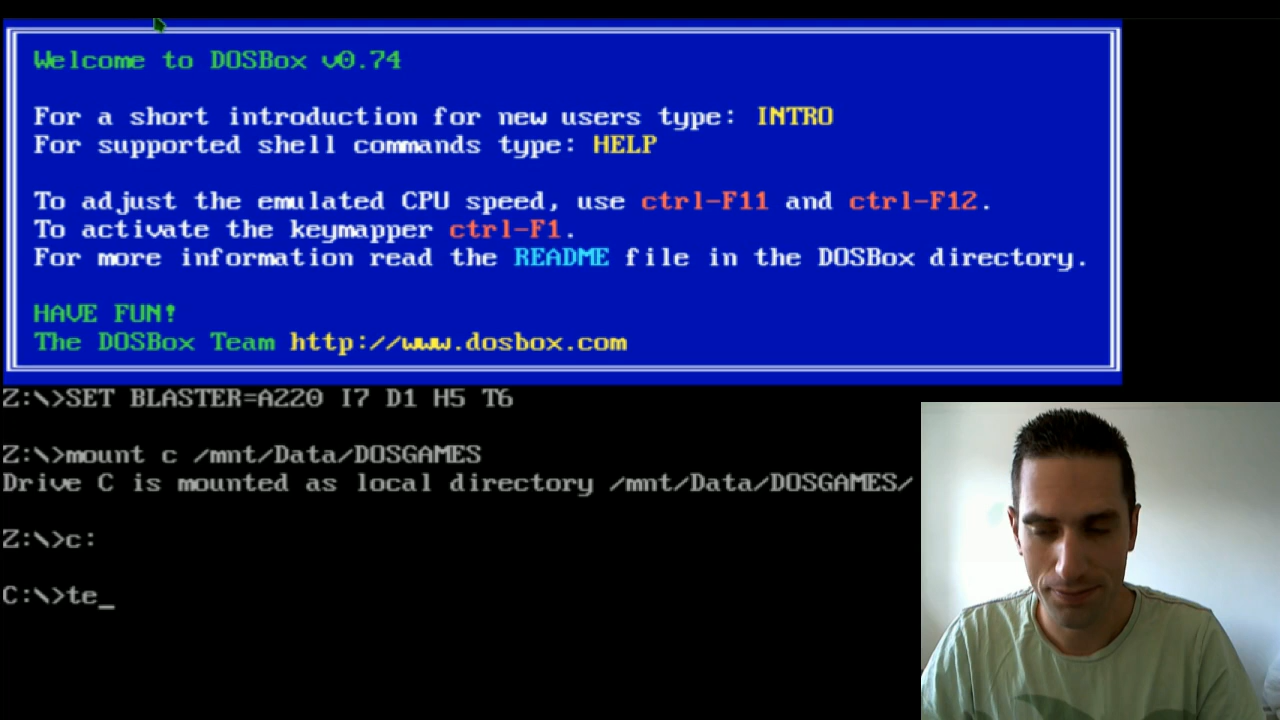 Welcome to DOSBox v0.74
For a short introduction for new users type: INTRO
For supported shell commands type: HELP
To adjust the emulated CPU speed, use ctrl-F11 and ctrl-F12.
To activate the keymapper ctrl-F1.
For more information read the README file in the DOSBox directory.
HAVE FUN!
The DOSBox Team http://www.dosbox.com
Z:\>SET BLASTER=A220 I7 D1 H5 T6
Z:\>mount c /mnt/Data/DOSGAMES
Drive C is mounted as local directory /mnt/Data/DOSGAMES/
Z:\>c:
C:\>te_